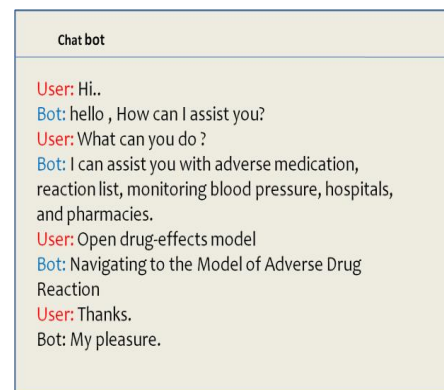 Chat bot
User: Hi..
Bot: hello , How can I assist you?
User: What can you do ?
Bot: I can assist you with adverse medication,
reaction list, monitoring blood pressure, hospitals,
and pharmacies.
User: Open drug-effects model
Bot: Navigating to the Model of Adverse Drug
Reaction
User: Thanks.
Bot: My pleasure.